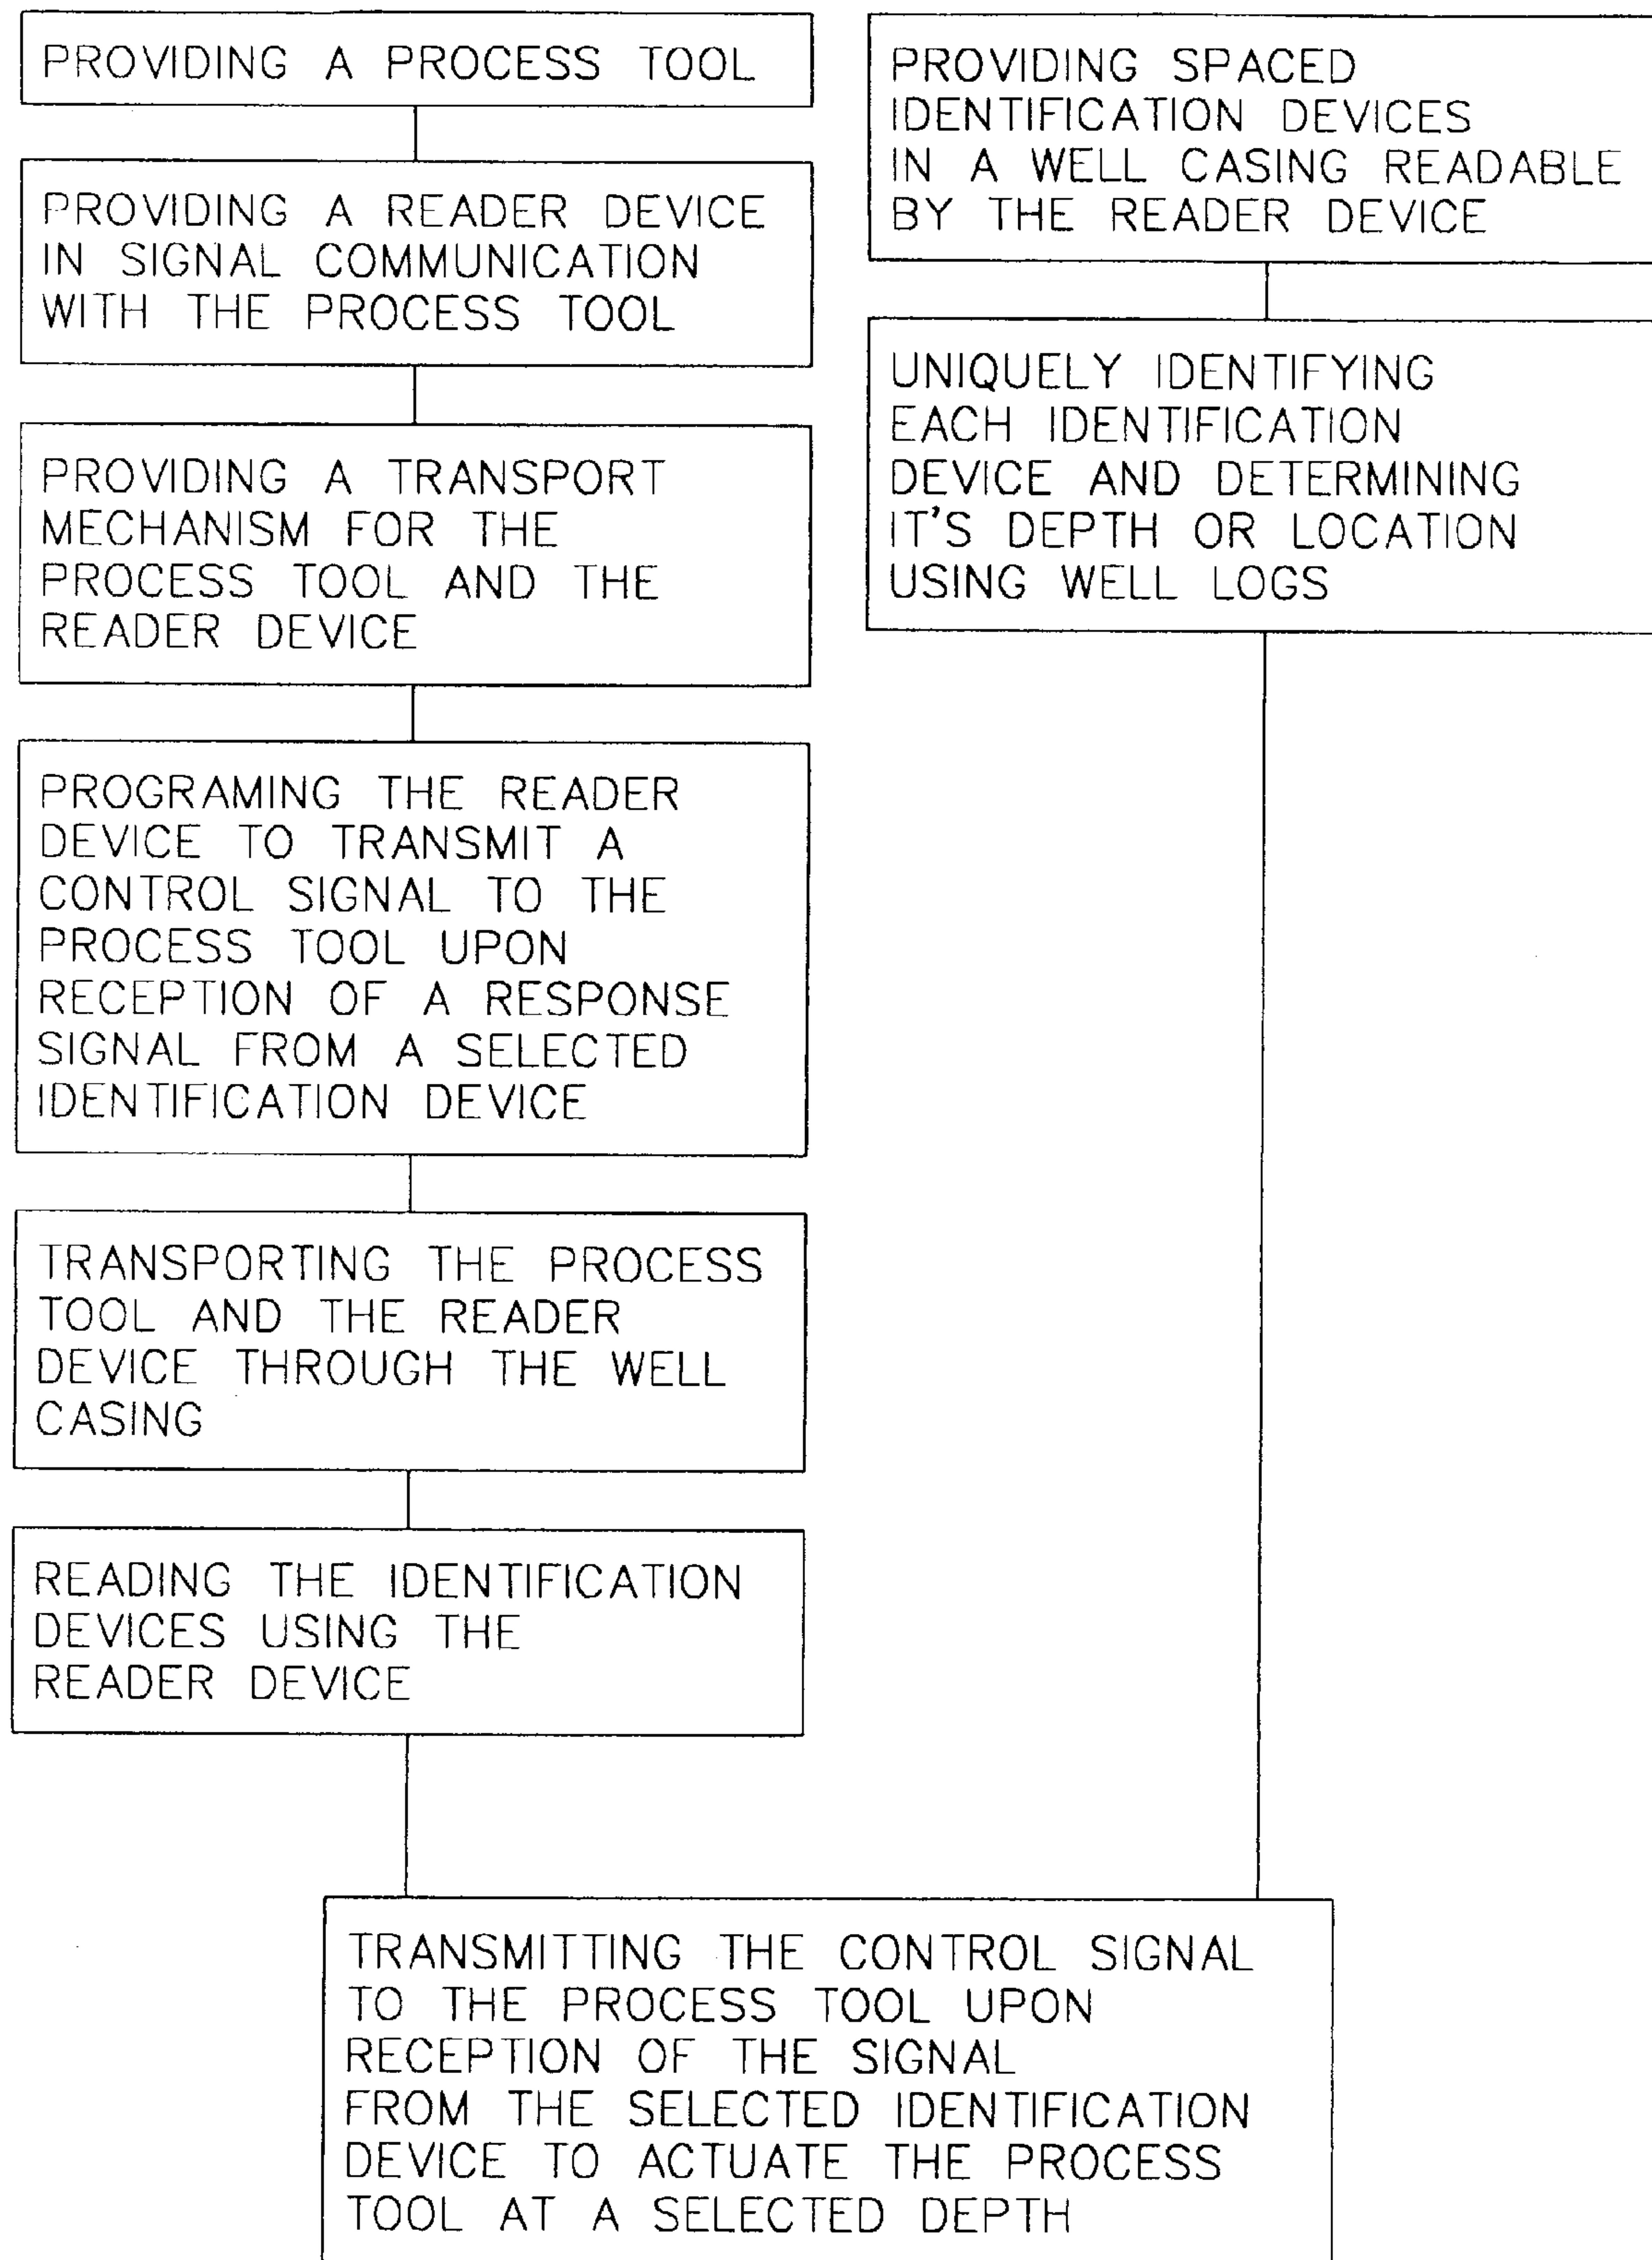 PROVIDING A PROCESS TOOL
PROVIDING A READER DEVICE
IN SIGNAL COMMUNICATION
WITH THE PROCESS TOOL
PROVIDING A TRANSPORT
MECHANISM FOR THE
PROCESS TOOL AND THE
READER DEVICE
PROGRAMING THE READER
DEVICE TO TRANSMIT A
CONTROL SIGNAL TO THE
PROCESS TOOL UPON
RECEPTION OF A RESPONSE
SIGNAL FROM A SELECTED
IDENTIFICATION DEVICE
TRANSPORTING THE PROCESS
TOOL AND THE READER
DEVICE THROUGH THE WELL
CASING
READING THE IDENTIFICATION
DEVICES USING THE
READER DEVICE
PROVIDING SPACED
IDENTIFICATION DEVICES
IN A WELL CASING READABLE
BY THE READER DEVICE
UNIQUELY IDENTIFYING
EACH IDENTIFICATION
DEVICE AND DETERMINING
IT'S DEPTH OR LOCATION
USING WELL LOGS
TRANSMITTING THE CONTROL SIGNAL
TO THE PROCESS TOOL UPON
RECEPTION OF THE SIGNAL
FROM THE SELECTED IDENTIFICATION
DEVICE TO ACTUATE THE PROCESS
TOOL AT A SELECTED DEPTH